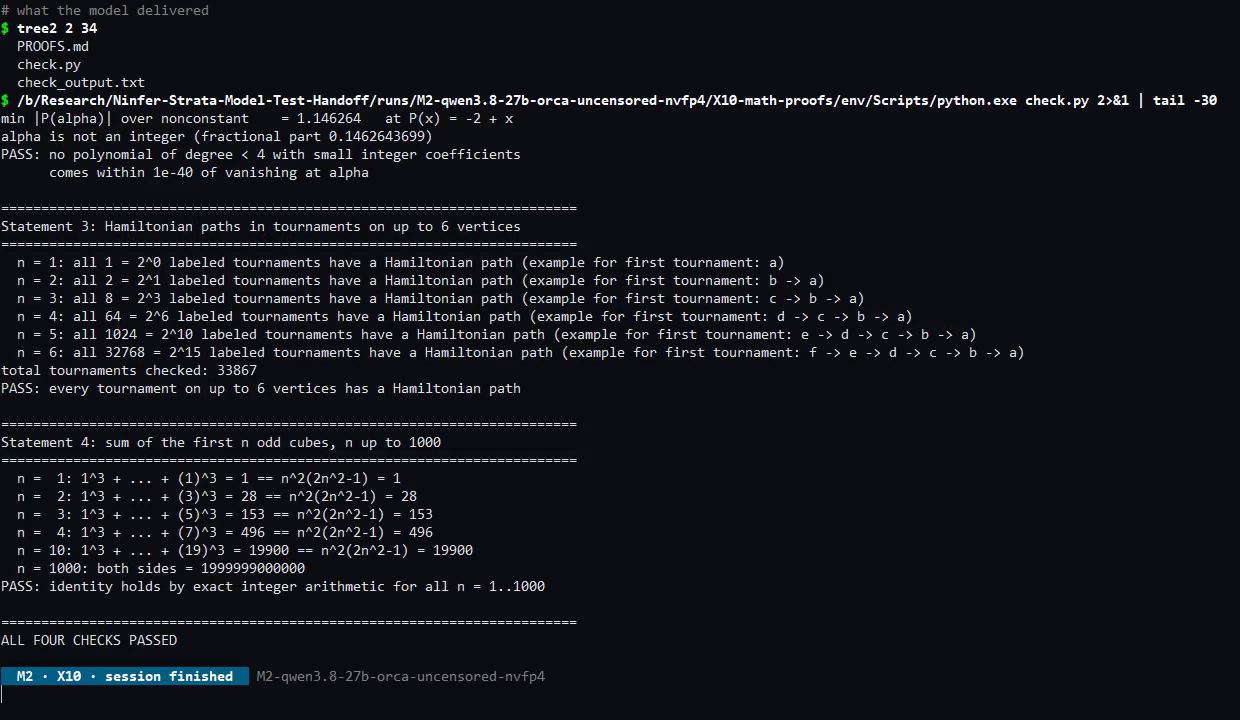 # what the model delivered
$ tree2 2 34
  PROOFS.md
  check.py
  check_output.txt
$ /b/Research/Ninfer-Strata-Model-Test-Handoff/runs/M2-qwen3.8-27b-orca-uncensored-nvfp4/X10-math-proofs/env/Scripts/python.exe check.py 2>&1 | tail -30
min |P(alpha)| over nonconstant    = 1.146264   at P(x) = -2 + x
alpha is not an integer (fractional part 0.1462643699)
PASS: no polynomial of degree < 4 with small integer coefficients
      comes within 1e-40 of vanishing at alpha
========================================================================
Statement 3: Hamiltonian paths in tournaments on up to 6 vertices
========================================================================
  n = 1: all 1 = 2^0 labeled tournaments have a Hamiltonian path (example for first tournament: a)
  n = 2: all 2 = 2^1 labeled tournaments have a Hamiltonian path (example for first tournament: b -> a)
  n = 3: all 8 = 2^3 labeled tournaments have a Hamiltonian path (example for first tournament: c -> b -> a)
  n = 4: all 64 = 2^6 labeled tournaments have a Hamiltonian path (example for first tournament: d -> c -> b -> a)
  n = 5: all 1024 = 2^10 labeled tournaments have a Hamiltonian path (example for first tournament: e -> d -> c -> b -> a)
  n = 6: all 32768 = 2^15 labeled tournaments have a Hamiltonian path (example for first tournament: f -> e -> d -> c -> b -> a)
total tournaments checked: 33867
PASS: every tournament on up to 6 vertices has a Hamiltonian path
========================================================================
Statement 4: sum of the first n odd cubes, n up to 1000
========================================================================
  n =  1: 1^3 + ... + (1)^3 = 1 == n^2(2n^2-1) = 1
  n =  2: 1^3 + ... + (3)^3 = 28 == n^2(2n^2-1) = 28
  n =  3: 1^3 + ... + (5)^3 = 153 == n^2(2n^2-1) = 153
  n =  4: 1^3 + ... + (7)^3 = 496 == n^2(2n^2-1) = 496
  n = 10: 1^3 + ... + (19)^3 = 19900 == n^2(2n^2-1) = 19900
  n = 1000: both sides = 1999999000000
PASS: identity holds by exact integer arithmetic for all n = 1..1000
========================================================================
ALL FOUR CHECKS PASSED
M2 · X10 · session finished  M2-qwen3.8-27b-orca-uncensored-nvfp4